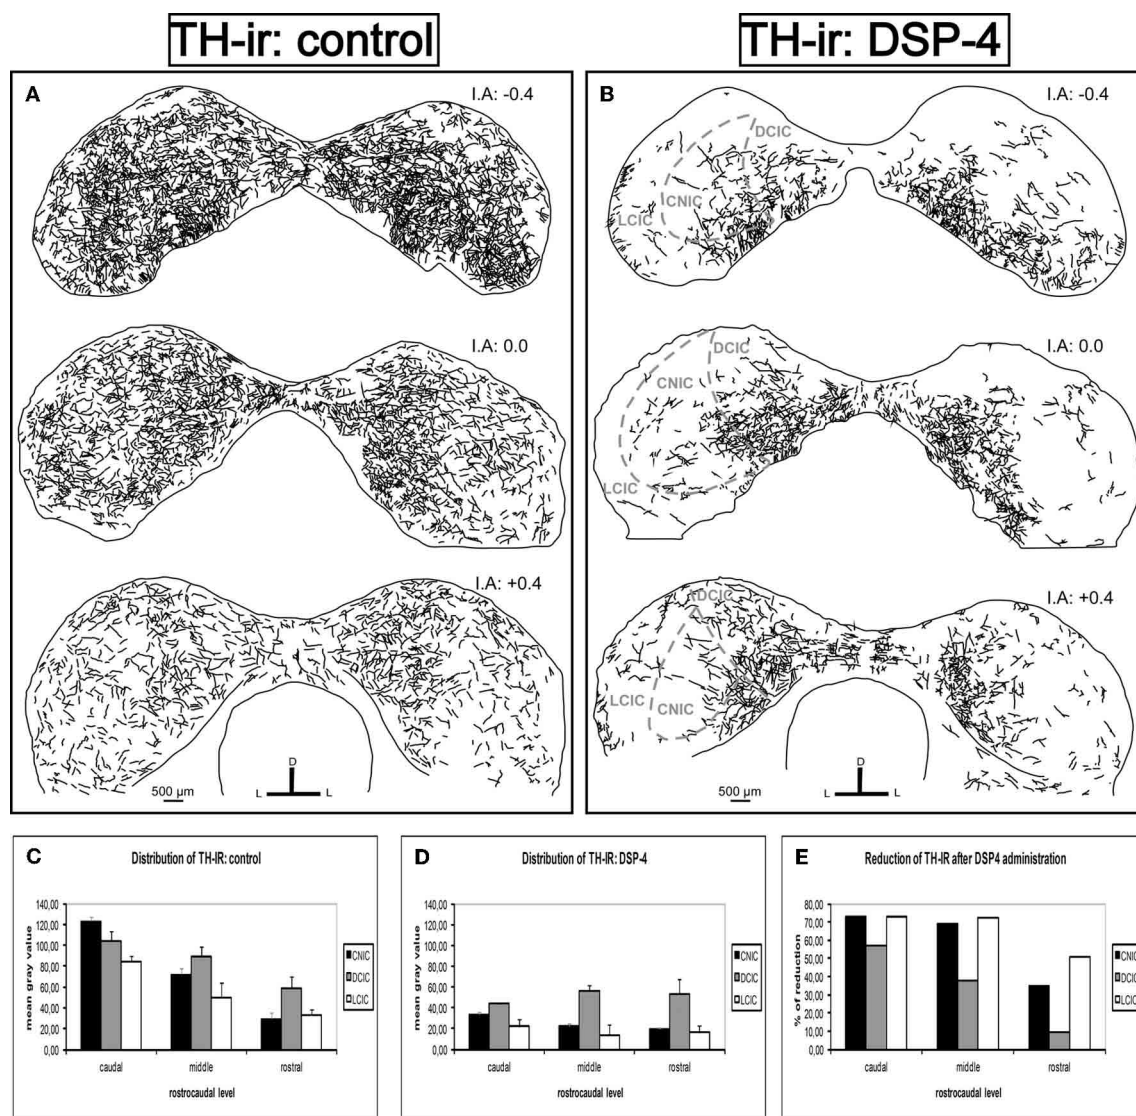 TH-ir: control
TH-ir: DSP-4
A
I.A: -0.4
I.A: 0.0
I.A: +0.4
D
L
L
500 µm
B
I.A: -0.4
DCIC
CNIC
LCIC
I.A: 0.0
DCIC
CNIC
LCIC
I.A: +0.4
DCIC
LCIC
CNIC
D
L
L
500 µm
C
Distribution of TH-IR: control
mean gray value
140,00
120,00
100,00
80,00
60,00
40,00
20,00
0,00
caudal middle rostral
rostrocaudal level
CNIC
DCIC
LCIC
D
Distribution of TH-IR: DSP-4
mean gray value
140,00
120,00
100,00
80,00
60,00
40,00
20,00
0,00
caudal middle rostral
rostrocaudal level
CNIC
DCIC
LCIC
E
Reduction of TH-IR after DSP4 administration
% of reduction
80,00
70,00
60,00
50,00
40,00
30,00
20,00
10,00
0,00
caudal middle rostral
rostrocaudal level
CNIC
DCIC
LCIC